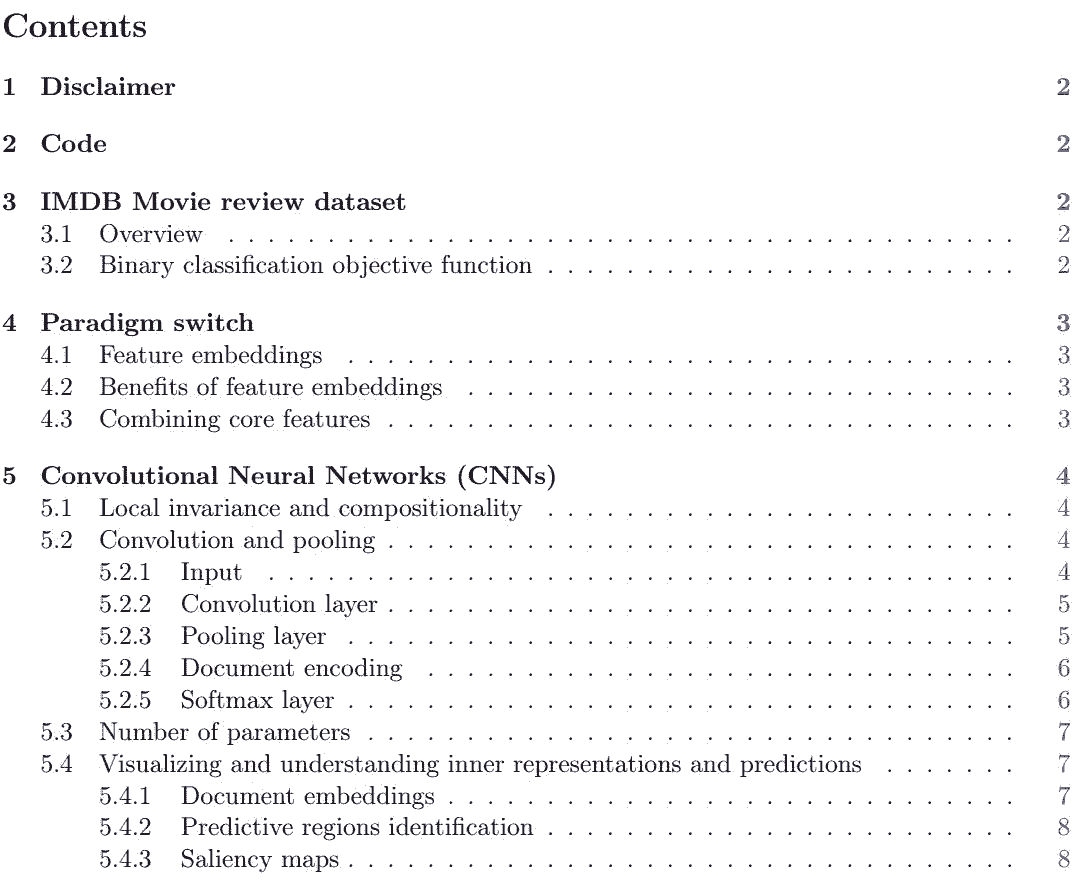 Contents
1 Disclaimer 2
2 Code 2
3 IMDB Movie review dataset 2
3.1 Overview . . . . . . . . . . . . . . . . . . . . . . . . . . . . . . . . . . . . . . . . 2
3.2 Binary classification objective function . . . . . . . . . . . . . . . . . . . . . . . . 2
4 Paradigm switch 3
4.1 Feature embeddings . . . . . . . . . . . . . . . . . . . . . . . . . . . . . . . . . . 3
4.2 Benefits of feature embeddings . . . . . . . . . . . . . . . . . . . . . . . . . . . . 3
4.3 Combining core features . . . . . . . . . . . . . . . . . . . . . . . . . . . . . . . . 3
5 Convolutional Neural Networks (CNNs) 4
5.1 Local invariance and compositionality . . . . . . . . . . . . . . . . . . . . . . . . 4
5.2 Convolution and pooling . . . . . . . . . . . . . . . . . . . . . . . . . . . . . . . . 4
5.2.1 Input . . . . . . . . . . . . . . . . . . . . . . . . . . . . . . . . . . . . . . 4
5.2.2 Convolution layer . . . . . . . . . . . . . . . . . . . . . . . . . . . . . . . . 5
5.2.3 Pooling layer . . . . . . . . . . . . . . . . . . . . . . . . . . . . . . . . . . 5
5.2.4 Document encoding . . . . . . . . . . . . . . . . . . . . . . . . . . . . . . 6
5.2.5 Softmax layer . . . . . . . . . . . . . . . . . . . . . . . . . . . . . . . . . . 6
5.3 Number of parameters . . . . . . . . . . . . . . . . . . . . . . . . . . . . . . . . . 7
5.4 Visualizing and understanding inner representations and predictions . . . . . . . 7
5.4.1 Document embeddings . . . . . . . . . . . . . . . . . . . . . . . . . . . . . 7
5.4.2 Predictive regions identification . . . . . . . . . . . . . . . . . . . . . . . . 8
5.4.3 Saliency maps . . . . . . . . . . . . . . . . . . . . . . . . . . . . . . . . . . 8